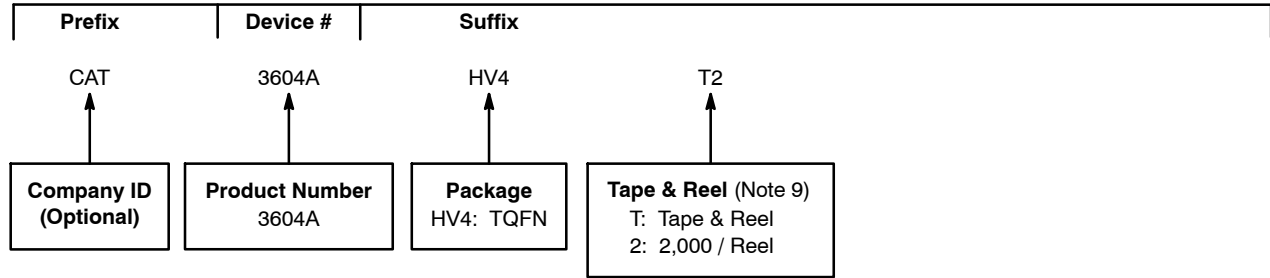 Prefix Device # Suffix
CAT 3604A HV4 T2
Company ID
(Optional)
Product Number
3604A
Package
HV4: TQFN
Tape & Reel (Note 9)
T: Tape & Reel
2: 2,000 / Reel